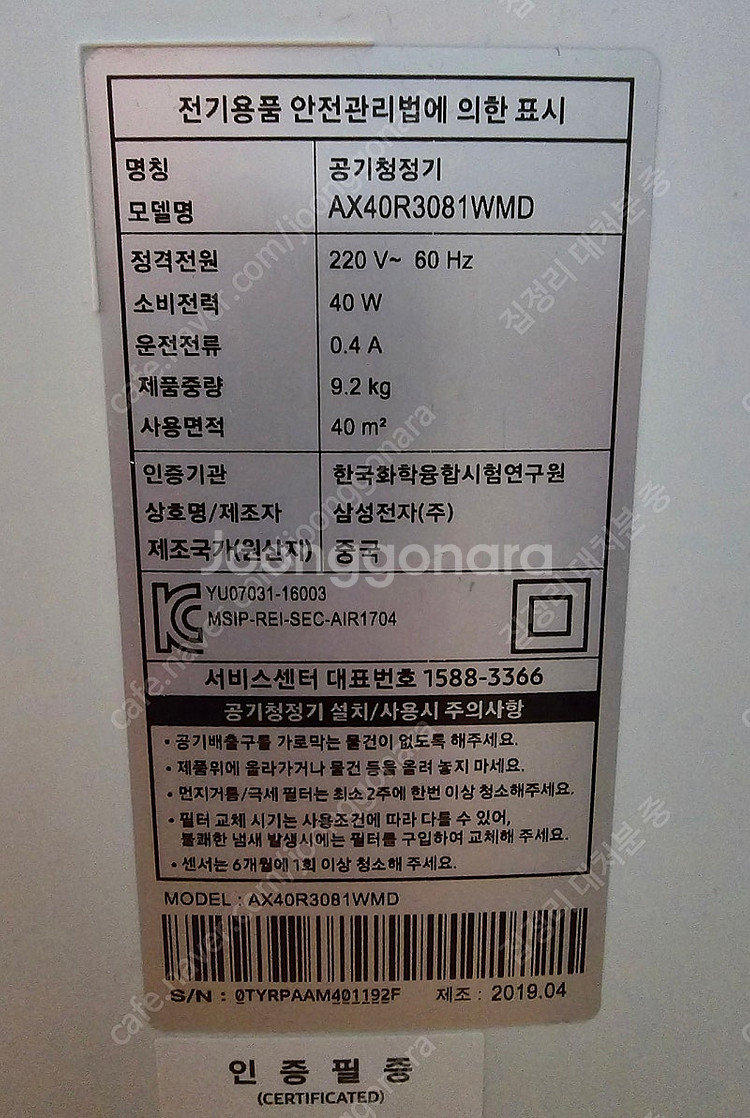 전기용품 안전관리법에 의한 표시
명칭 공기청정기
모델명 AX40R3081WMD
정격전원 220 V~ 60 Hz
소비전력 40 W
운전전류 0.4 A
제품중량 9.2 kg
사용면적 40 m²
인증기관 한국화학융합시험연구원
상호명/제조자 삼성전자(주)
제조국가(원산지) 중국
Joonggonara
YU07031-16003
MSIP-REI-SEC-AIR1704
서비스센터 대표번호 1588-3366
공기청정기 설치/사용시 주의사항
• 공기배출구를 가로막는 물건이 없도록 해주세요.
• 제품위에 올라가거나 물건 등을 올려 놓지 마세요.
• 먼지거름/극세 필터는 최소 2주에 한번 이상 청소해주세요.
• 필터 교체 시기는 사용조건에 따라 다를 수 있어,
불쾌한 냄새 발생시에는 필터를 구입하여 교체해 주세요.
• 센서는 6개월에 1회 이상 청소해 주세요.
MODEL : AX40R3081WMD
S/N : 0TYRPAAM401192F 제조 : 2019.04
인 증 필 증
(CERTIFICATED)
cafe.naver.com/joonggonara
집정리 대처분 중